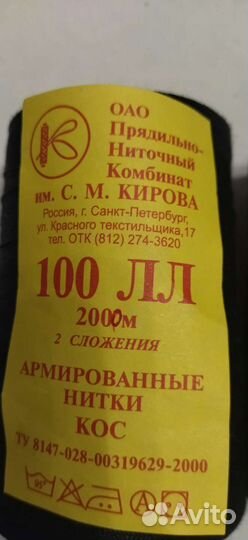 ОАО
Прядильно-
Ниточный
Комбинат
им. С. М. КИРОВА
Россия, г. Санкт-Петербург,
ул. Красного текстильщика,17
тел. ОТК (812) 274-3620
100 ЛЛ
2000м
2 СЛОЖЕНИЯ
АРМИРОВАННЫЕ
НИТКИ
КОС
ТУ 8147-028-00319629-2000
95°
A
Avito